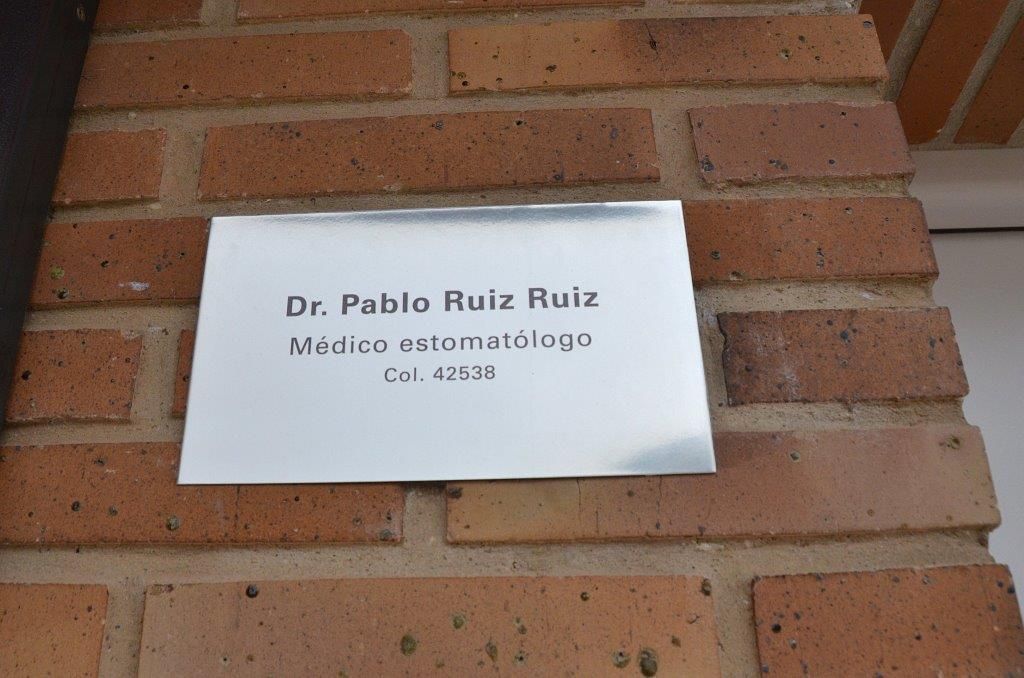 Dr. Pablo Ruiz Ruiz
Médico estomatólogo
Col. 42538